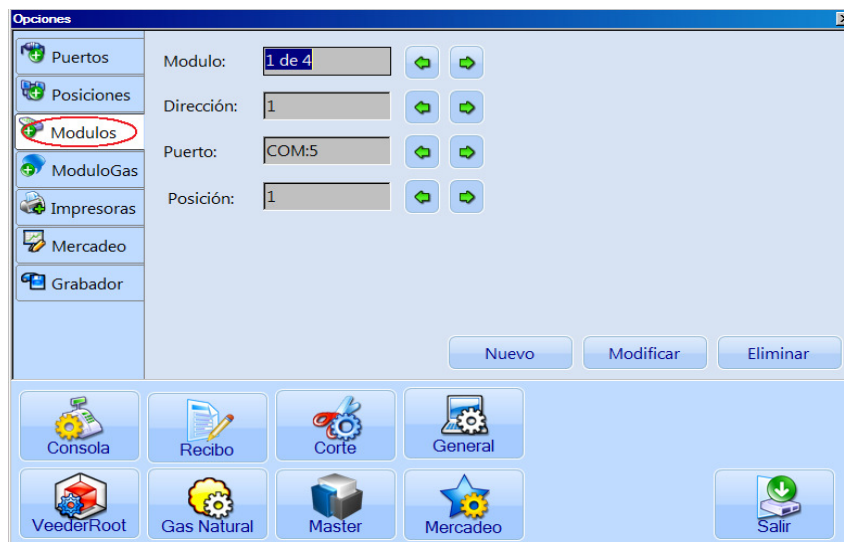 Opciones
Puertos
Posiciones
Modulos
ModuloGas
Impresoras
Mercadeo
Grabador
Modulo: 1 de 4
Dirección: 1
Puerto: COM:5
Posición: 1
Nuevo Modificar Eliminar
Consola Recibo Corte General
VeederRoot Gas Natural Master Mercadeo Salir